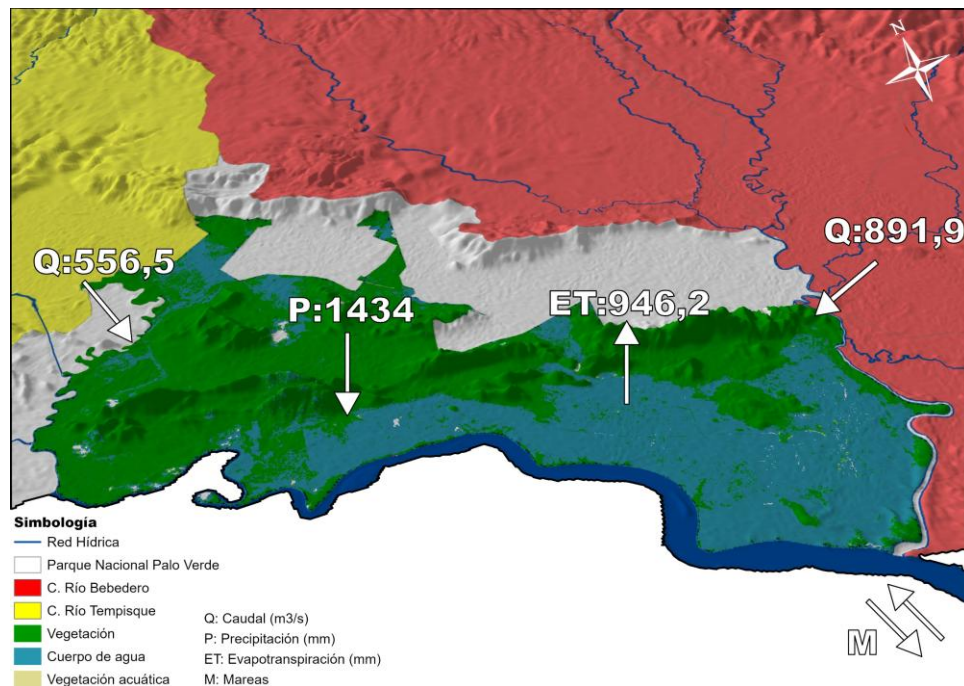 N
Q:556,5
P:1434
ET:946,2
Q:891,9
Simbología
Red Hídrica
Parque Nacional Palo Verde
C. Río Bebedero
C. Río Tempisque
Vegetación
Cuerpo de agua
Vegetación acuática
Q: Caudal (m3/s)
P: Precipitación (mm)
ET: Evapotranspiración (mm)
M: Mareas
M